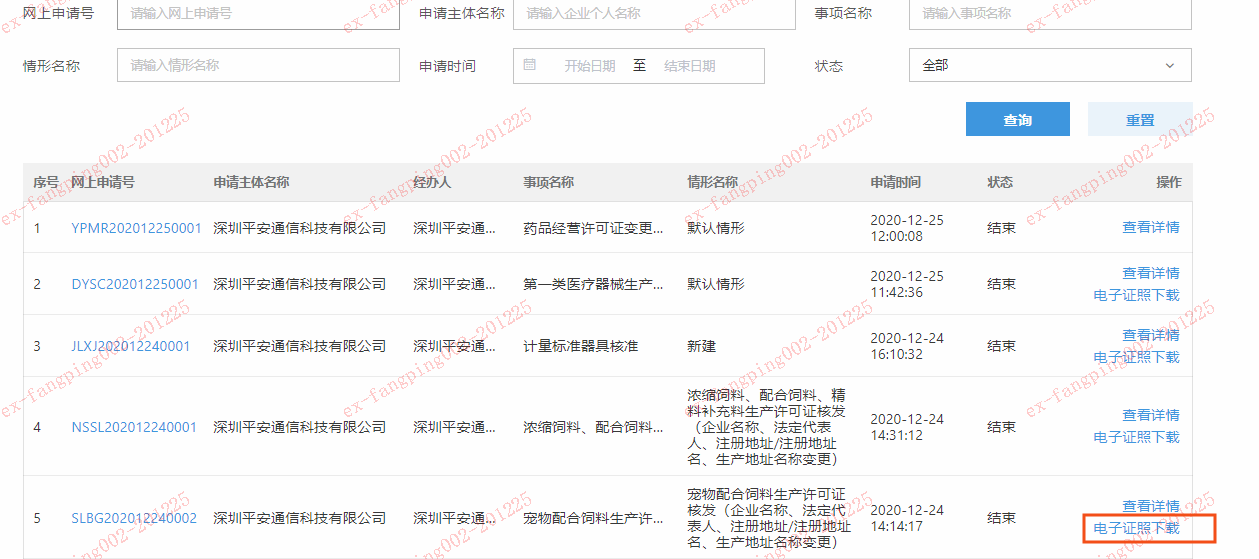 网上申请号 请输入网上申请号 申请主体名称 请输入企业个人名称 事项名称 请输入事项名称
情形名称 请输入情形名称 申请时间 开始日期 至 结束日期 状态 全部
查询 重置
序号 网上申请号 申请主体名称 经办人 事项名称 情形名称 申请时间 状态 操作
1 YPMR202012250001 深圳平安通信科技有限公司 深圳平安通... 药品经营许可证变更... 默认情形 2020-12-25 结束 查看详情
12:00:08
2 DYSC202012250001 深圳平安通信科技有限公司 深圳平安通... 第一类医疗器械生产... 默认情形 2020-12-25 结束 查看详情
11:42:36 电子证照下载
3 JLXJ202012240001 深圳平安通信科技有限公司 深圳平安通... 计量标准器具核准 新建 2020-12-24 结束 查看详情
16:10:32 电子证照下载
4 NSSL202012240001 深圳平安通信科技有限公司 深圳平安通... 浓缩饲料、配合饲料... 浓缩饲料、配合饲料、精
料补充料生产许可证核发
（企业名称、法定代表
人、注册地址/注册地址
名、生产地址名称变更）
2020-12-24 结束 查看详情
14:31:12 电子证照下载
5 SLBG202012240002 深圳平安通信科技有限公司 深圳平安通... 宠物配合饲料生产许... 宠物配合饲料生产许可证
核发（企业名称、法定代
表人、注册地址/注册地址
名、生产地址名称变更）
2020-12-24 结束 查看详情
14:14:17 电子证照下载
ex-fangping002-201225
ex-fangping002-201225
ex-fangping002-201225
ex-fangping002-201225
ex-fangping002-201225
ex-fangping002-201225